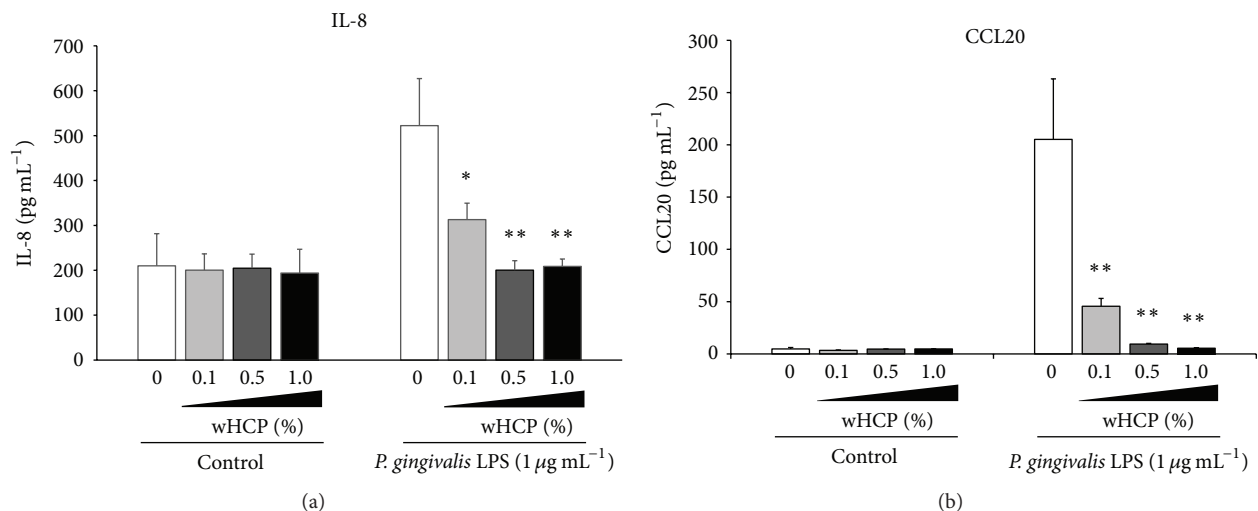 IL-8
700
600
500
400
300
200
100
0
IL-8 (pg mL−1)
*
** **
0 0.1 0.5 1.0 0 0.1 0.5 1.0
wHCP (%) wHCP (%)
Control P. gingivalis LPS (1 μg mL−1)
(a)
CCL20
300
250
200
150
100
50
0
CCL20 (pg mL−1)
**
** **
0 0.1 0.5 1.0 0 0.1 0.5 1.0
wHCP (%) wHCP (%)
Control P. gingivalis LPS (1 μg mL−1)
(b)